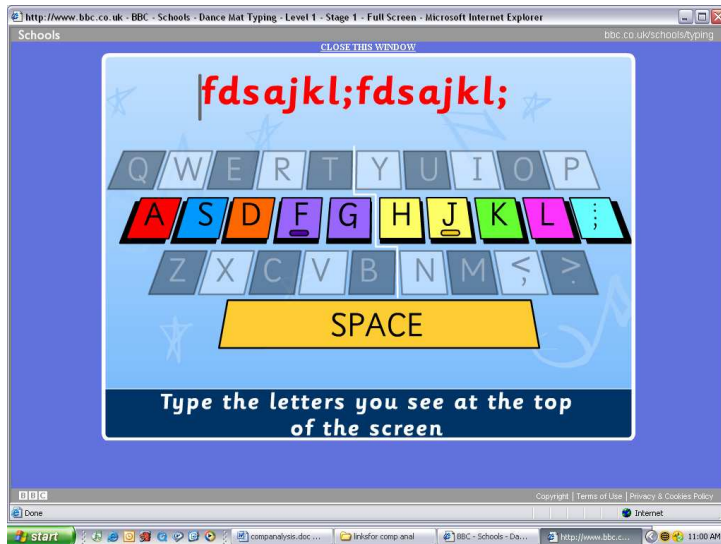 http://www.bbc.co.uk - BBC - Schools - Dance Mat Typing - Level 1 - Stage 1 - Full Screen - Microsoft Internet Explorer
Schools bbc.co.uk/schools/typing
CLOSE THIS WINDOW
fdsajkl;fdsajkl;
Q W E R T Y U I O P
A S D F G H J K L : ;
Z X C V B N M < , > .
SPACE
Type the letters you see at the top
of the screen
BBC Copyright | Terms of Use | Privacy & Cookies Policy
Done Internet
start companalysis.doc ... linksfor comp anal BBC - Schools - Da... http://www.bbc.c... 11:00 AM